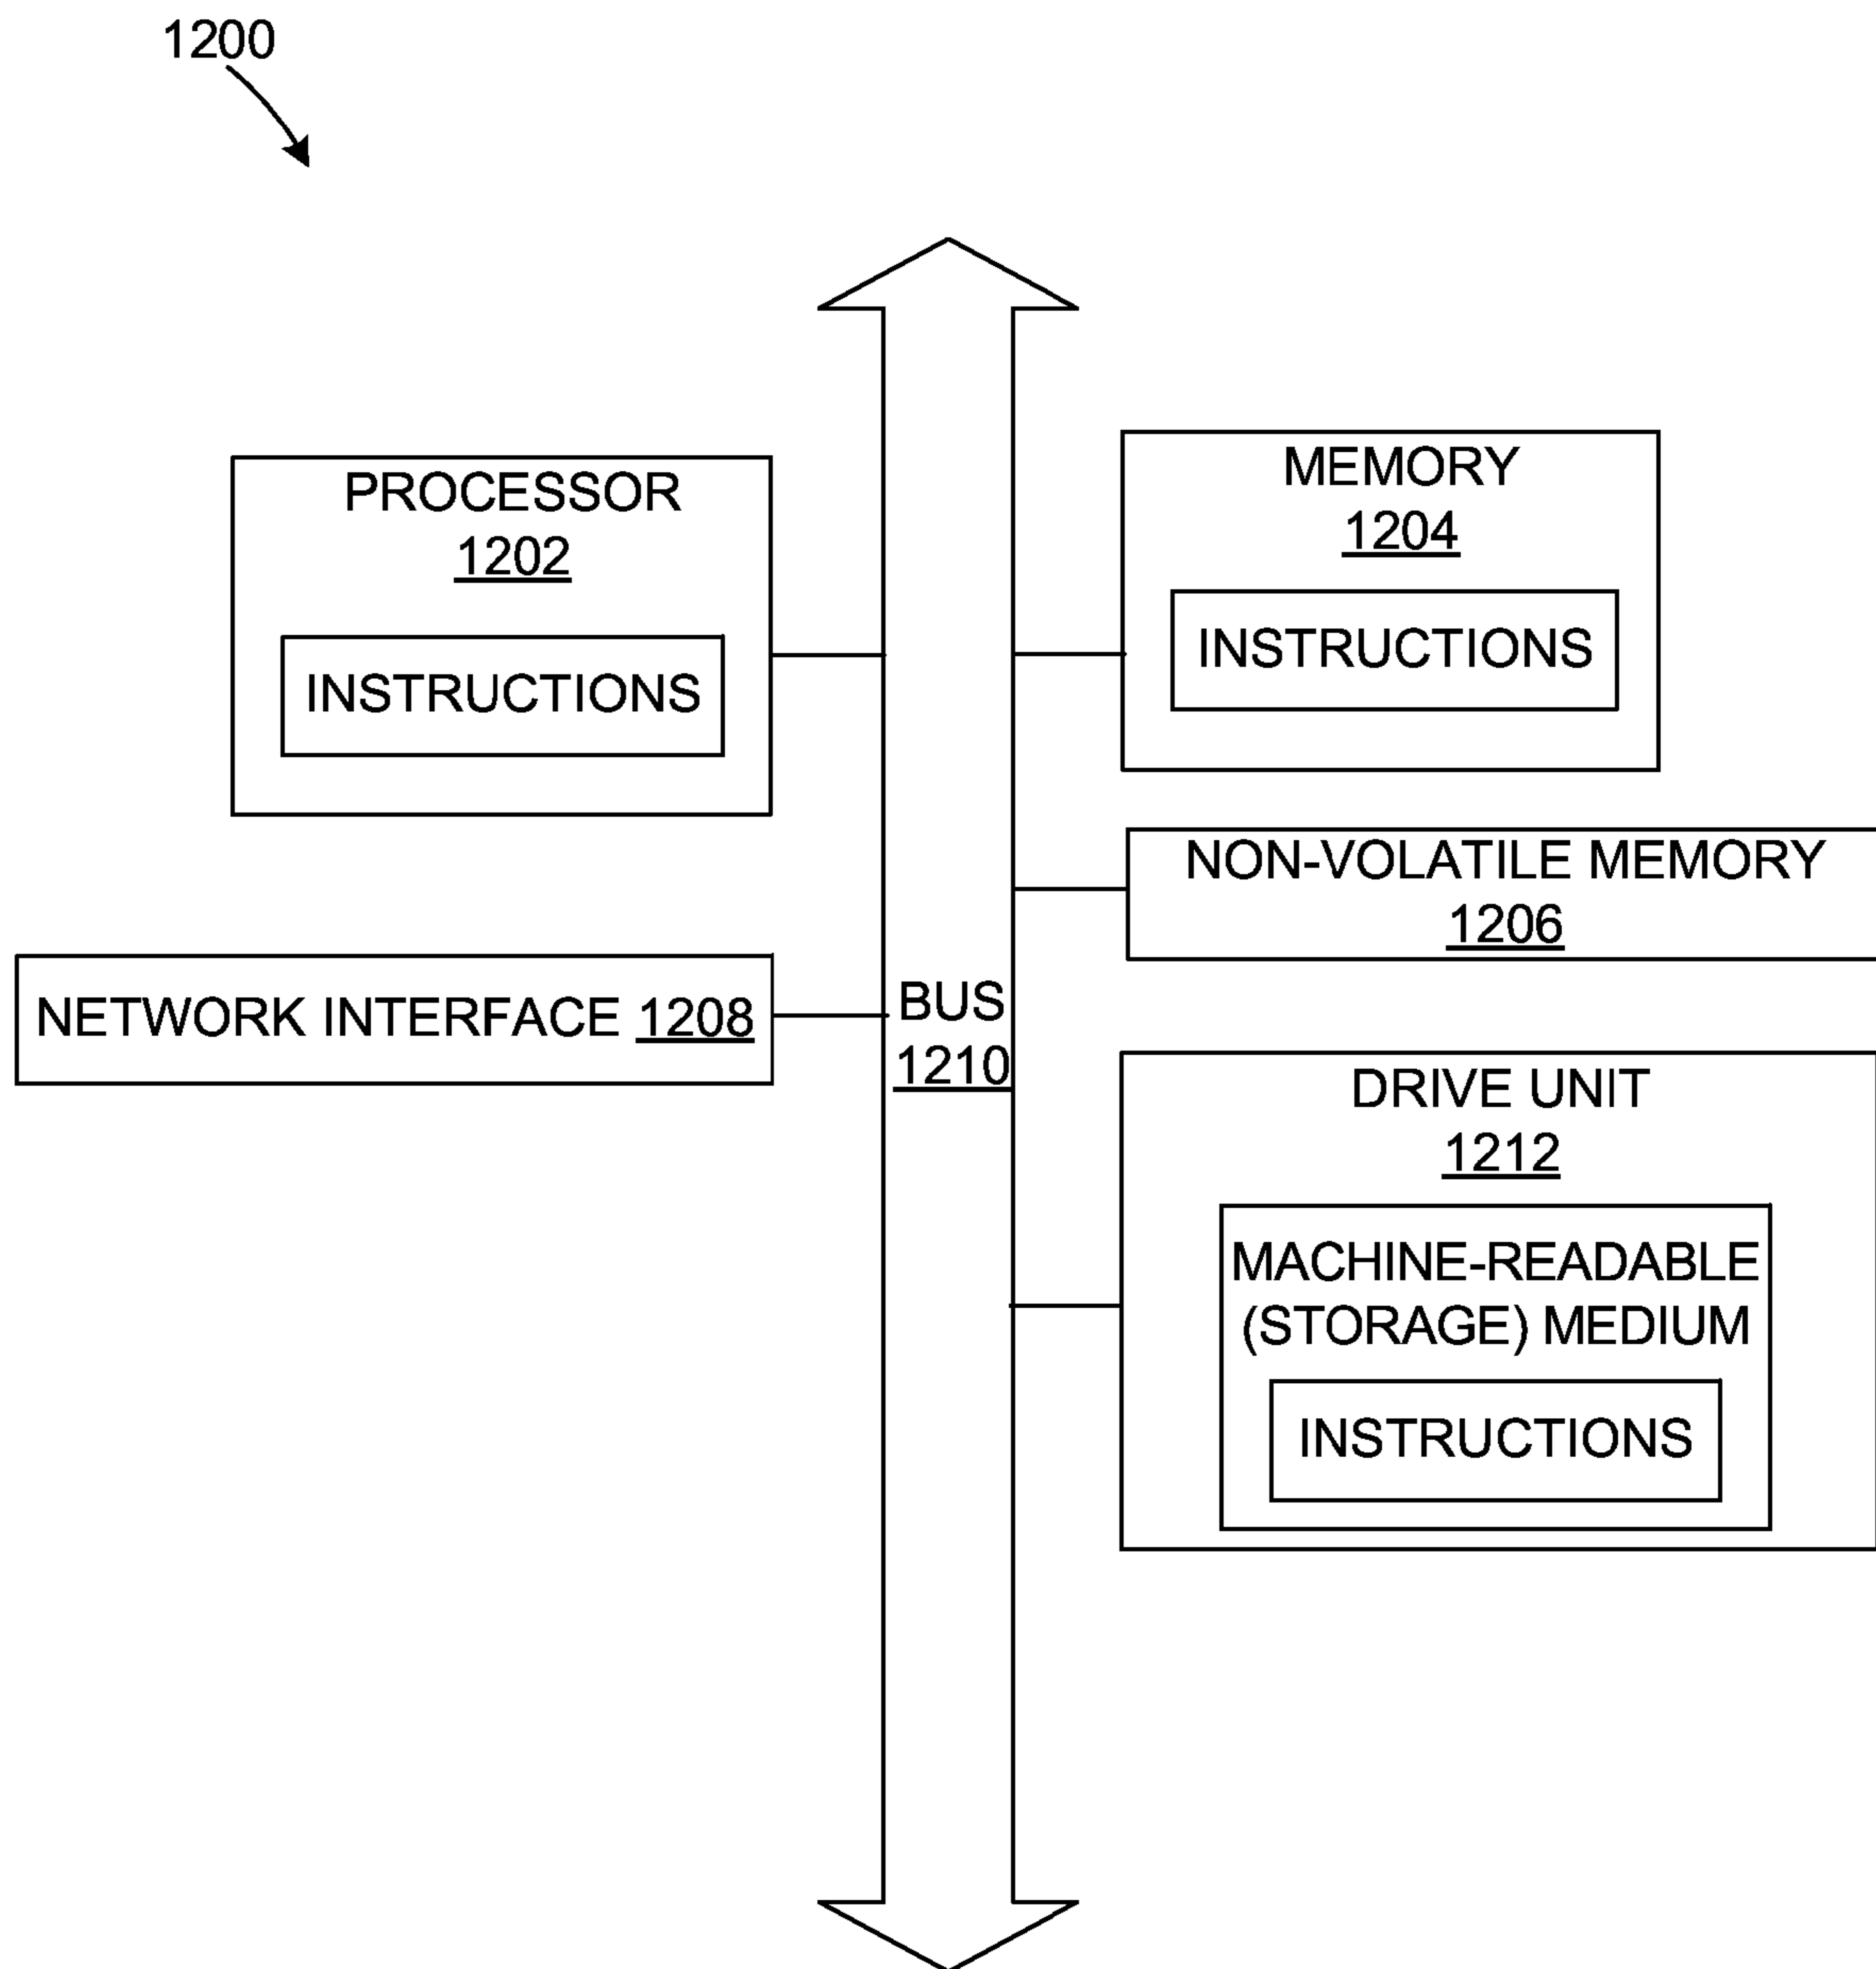 1200
PROCESSOR
1202
INSTRUCTIONS
MEMORY
1204
INSTRUCTIONS
NON-VOLATILE MEMORY
1206
NETWORK INTERFACE 1208
BUS
1210
DRIVE UNIT
1212
MACHINE-READABLE
(STORAGE) MEDIUM
INSTRUCTIONS